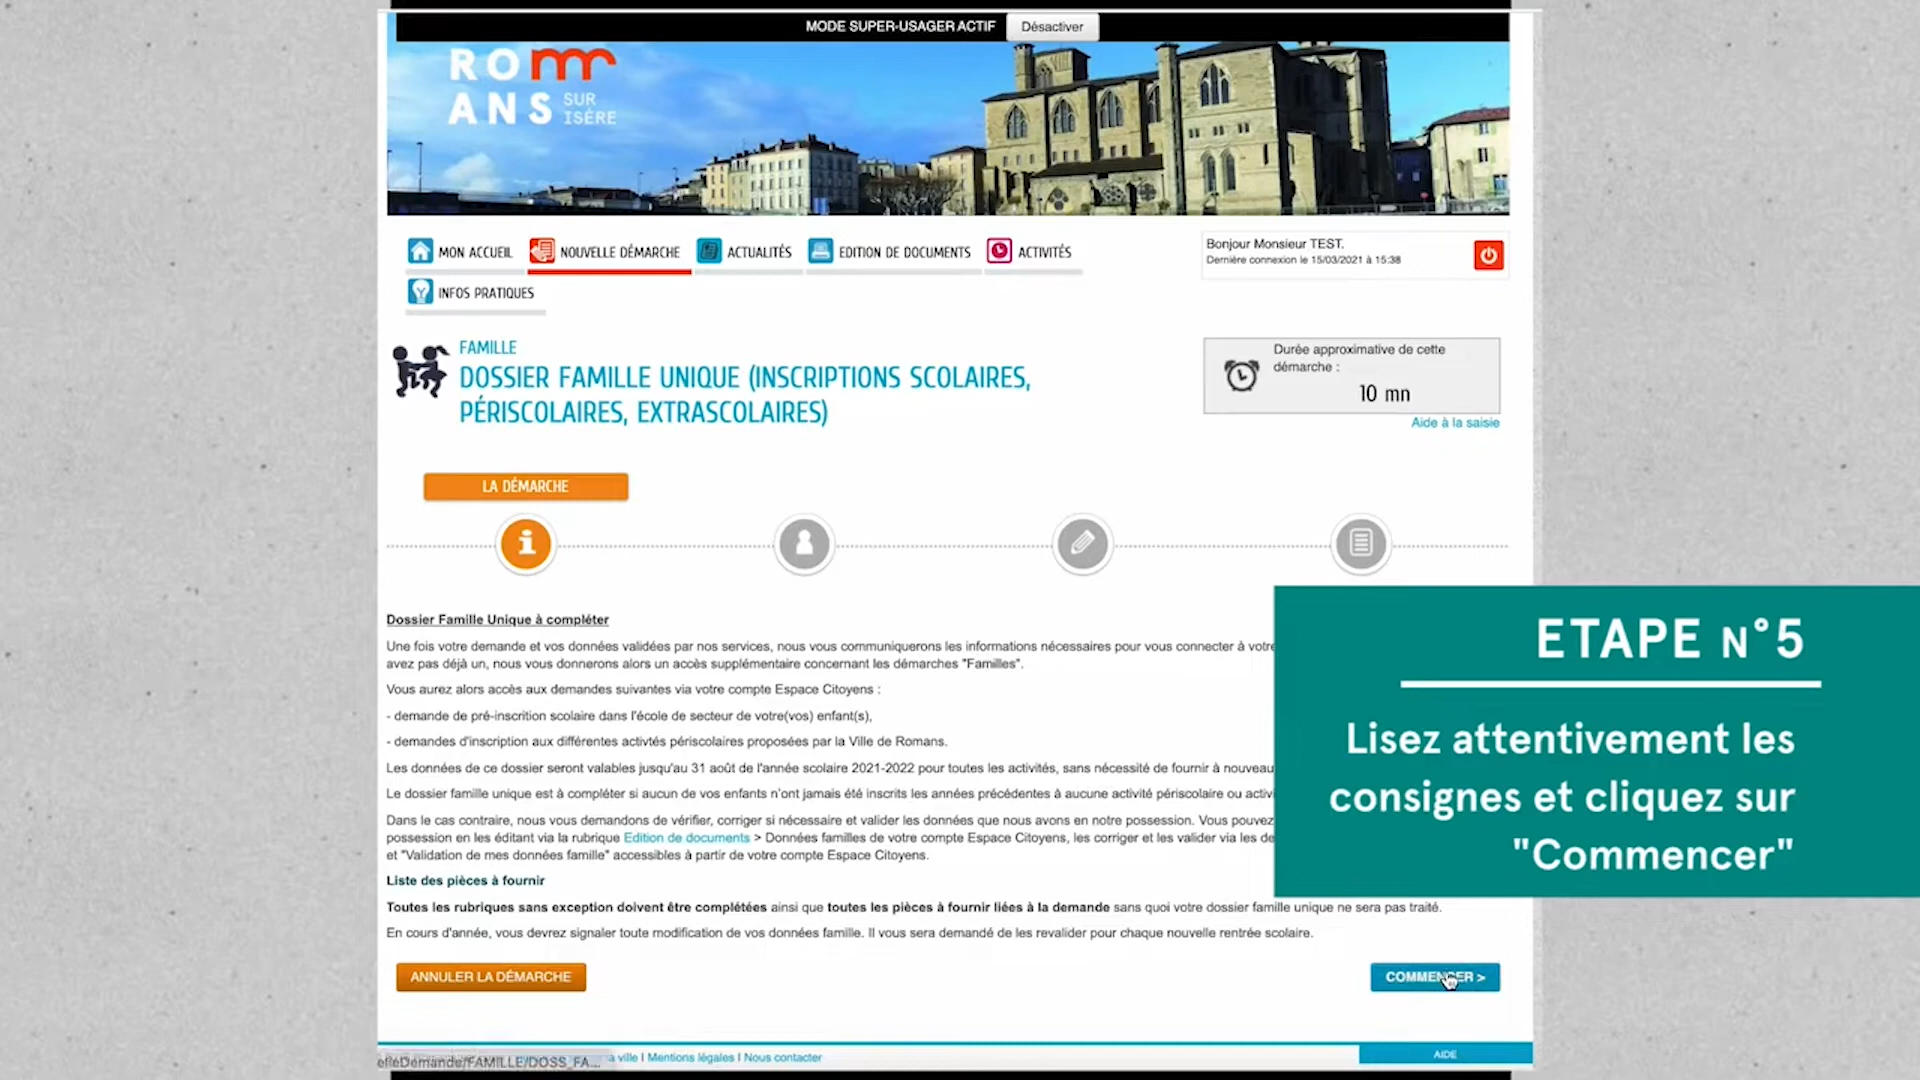 MODE SUPER-USAGER ACTIF Désactiver
RO
ANS SUR ISÈRE
MON ACCUEIL NOUVELLE DÉMARCHE ACTUALITÉS EDITION DE DOCUMENTS ACTIVITÉS
INFOS PRATIQUES
Bonjour Monsieur TEST.
Dernière connexion le 15/03/2021 à 15:38
FAMILLE
DOSSIER FAMILLE UNIQUE (INSCRIPTIONS SCOLAIRES,
PÉRISCOLAIRES, EXTRASCOLAIRES)
Durée approximative de cette
démarche :
10 mn
Aide à la saisie
LA DÉMARCHE
Dossier Famille Unique à compléter
Une fois votre demande et vos données validées par nos services, nous vous communiquerons les informations nécessaires pour vous connecter à votre
avez pas déjà un, nous vous donnerons alors un accès supplémentaire concernant les démarches "Familles".
Vous aurez alors accès aux demandes suivantes via votre compte Espace Citoyens :
- demande de pré-inscrition scolaire dans l'école de secteur de votre(vos) enfant(s),
- demandes d'inscription aux différentes activtés périscolaires proposées par la Ville de Romans.
Les données de ce dossier seront valables jusqu'au 31 août de l'année scolaire 2021-2022 pour toutes les activités, sans nécessité de fournir à nouveau
Le dossier famille unique est à compléter si aucun de vos enfants n'ont jamais été inscrits les années précédentes à aucune activité périscolaire ou
Dans le cas contraire, nous vous demandons de vérifier, corriger si nécessaire et valider les données que nous avons en notre possession. Vous pouvez
possession en les éditant via la rubrique Edition de documents > Données familles de votre compte Espace Citoyens, les corriger et les valider via les
et "Validation de mes données famille" accessibles à partir de votre compte Espace Citoyens.
Liste des pièces à fournir
Toutes les rubriques sans exception doivent être complétées ainsi que toutes les pièces à fournir liées à la demande sans quoi votre dossier famille unique ne sera pas traité.
En cours d'année, vous devrez signaler toute modification de vos données famille. Il vous sera demandé de les revalider pour chaque nouvelle rentrée scolaire.
ETAPE N°5
Lisez attentivement les
consignes et cliquez sur
"Commencer"
ANNULER LA DÉMARCHE COMMENCER >
elleDemande/FAMILLE/DOSS_FA... a ville | Mentions légales | Nous contacter
AIDE